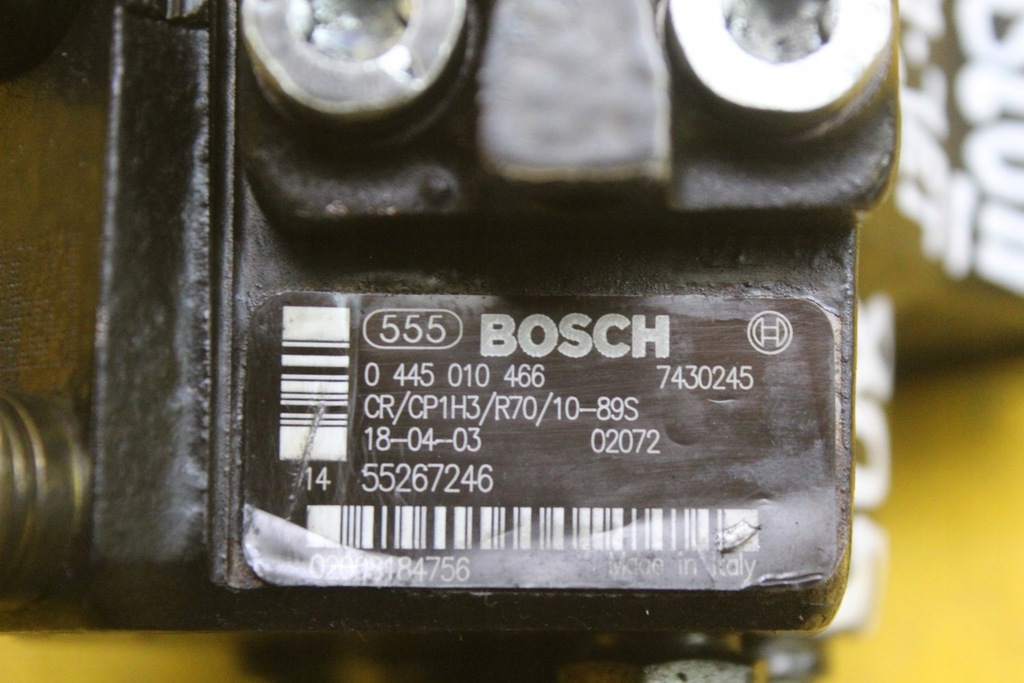 555 BOSCH H
0 445 010 466 7430245
CR/CP1H3/R70/10-89S
18-04-03 02072
14 55267246
Made in Italy